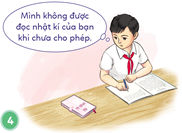 Mình không được
đọc nhật kí của bạn
khi chưa cho phép.
4